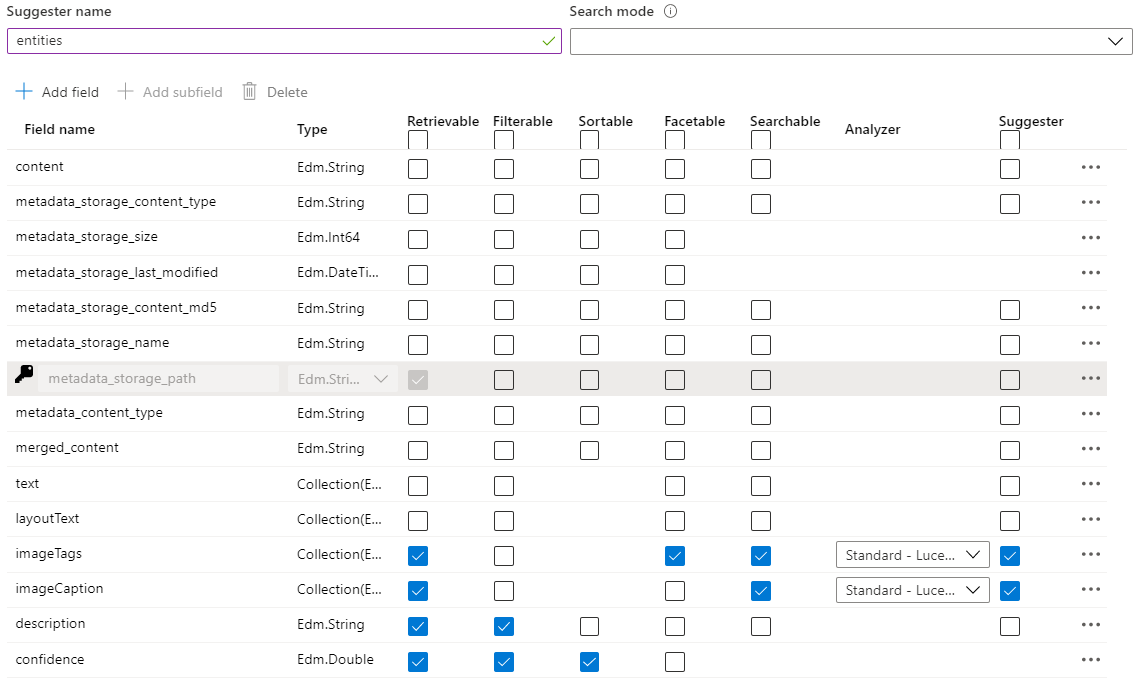 Suggester name
Search mode
entities
Add field Add subfield Delete
Field name Type Retrievable Filterable Sortable Facetable Searchable Analyzer Suggester
content Edm.String
metadata_storage_content_type Edm.String
metadata_storage_size Edm.Int64
metadata_storage_last_modified Edm.DateTi...
metadata_storage_content_md5 Edm.String
metadata_storage_name Edm.String
metadata_storage_path Edm.Stri...
metadata_content_type Edm.String
merged_content Edm.String
text Collection(E...
layoutText Collection(E...
imageTags Collection(E... Standard - Luce...
imageCaption Collection(E... Standard - Luce...
description Edm.String
confidence Edm.Double